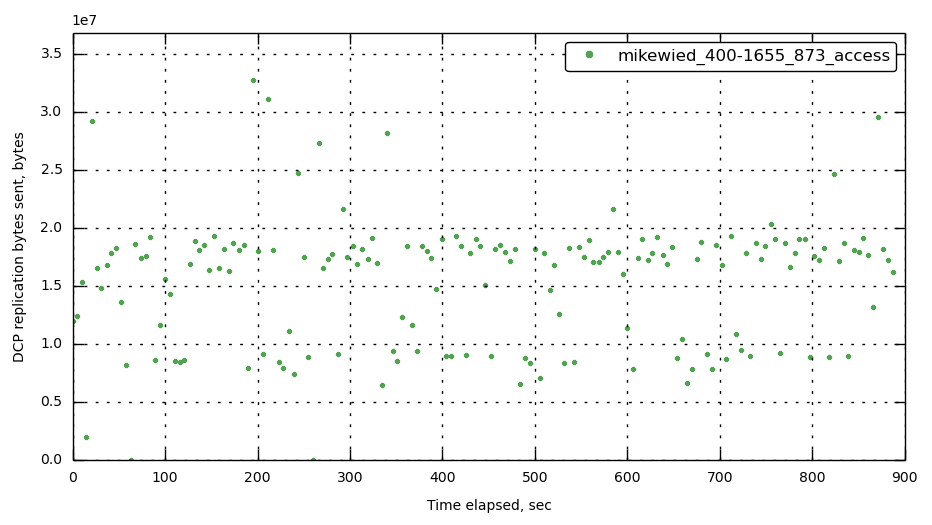 1e7
mikewied_400-1655_873_access
3.5
3.0
2.5
2.0
1.5
1.0
0.5
0.0
DCP replication bytes sent, bytes
0 100 200 300 400 500 600 700 800 900
Time elapsed, sec